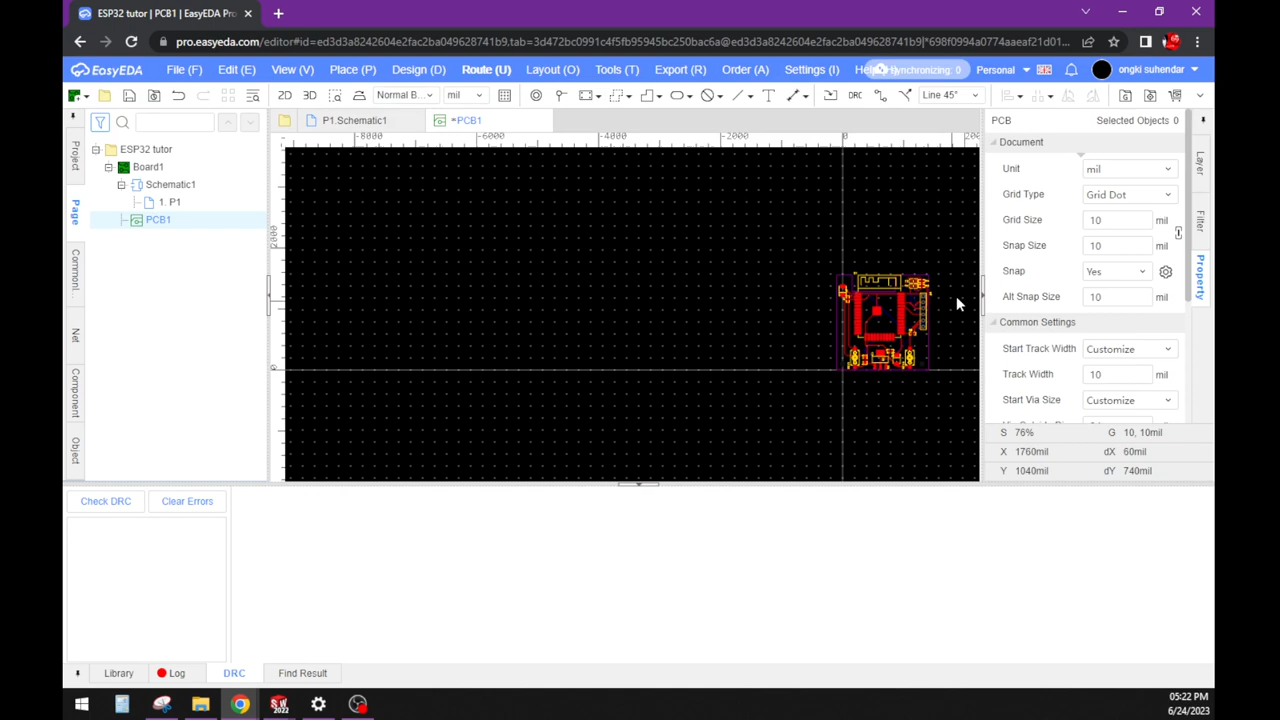 ESP32 tutor | PCB1 | EasyEDA Pro
pro.easyeda.com/editor#id=ed3d3a8242604e2fac2ba049628741b9,tab=3d472bc0991c4f5fb95945bc250bac6a@ed3d3a8242604e2fac2ba049628741b9|*698f0994a0774aaeaf21d01...
EasyEDA File (F) Edit (E) View (V) Place (P) Design (D) Route (U) Layout (O) Tools (T) Export (R) Order (A) Settings (I) Synchronizing: 0 Personal ongki suhendar
2D 3D Normal B... mil T DRC Line 45°
P1.Schematic1 *PCB1
PCB Selected Objects 0
Project
Page
Net
Component
Object
ESP32 tutor
Board1
Schematic1
1. P1
PCB1
-8000 -6000 -4000 -2000 0
2000
0
Document
Unit mil
Grid Type Grid Dot
Grid Size 10 mil
Snap Size 10 mil
Snap Yes
Alt Snap Size 10 mil
Common Settings
Start Track Width Customize
Track Width 10 mil
Start Via Size Customize
S 76% G 10, 10mil
X 1760mil dX 60mil
Y 1040mil dY 740mil
Layer
Filter
Property
Check DRC Clear Errors
Library Log DRC Find Result
SW
2022
05:22 PM
6/24/2023